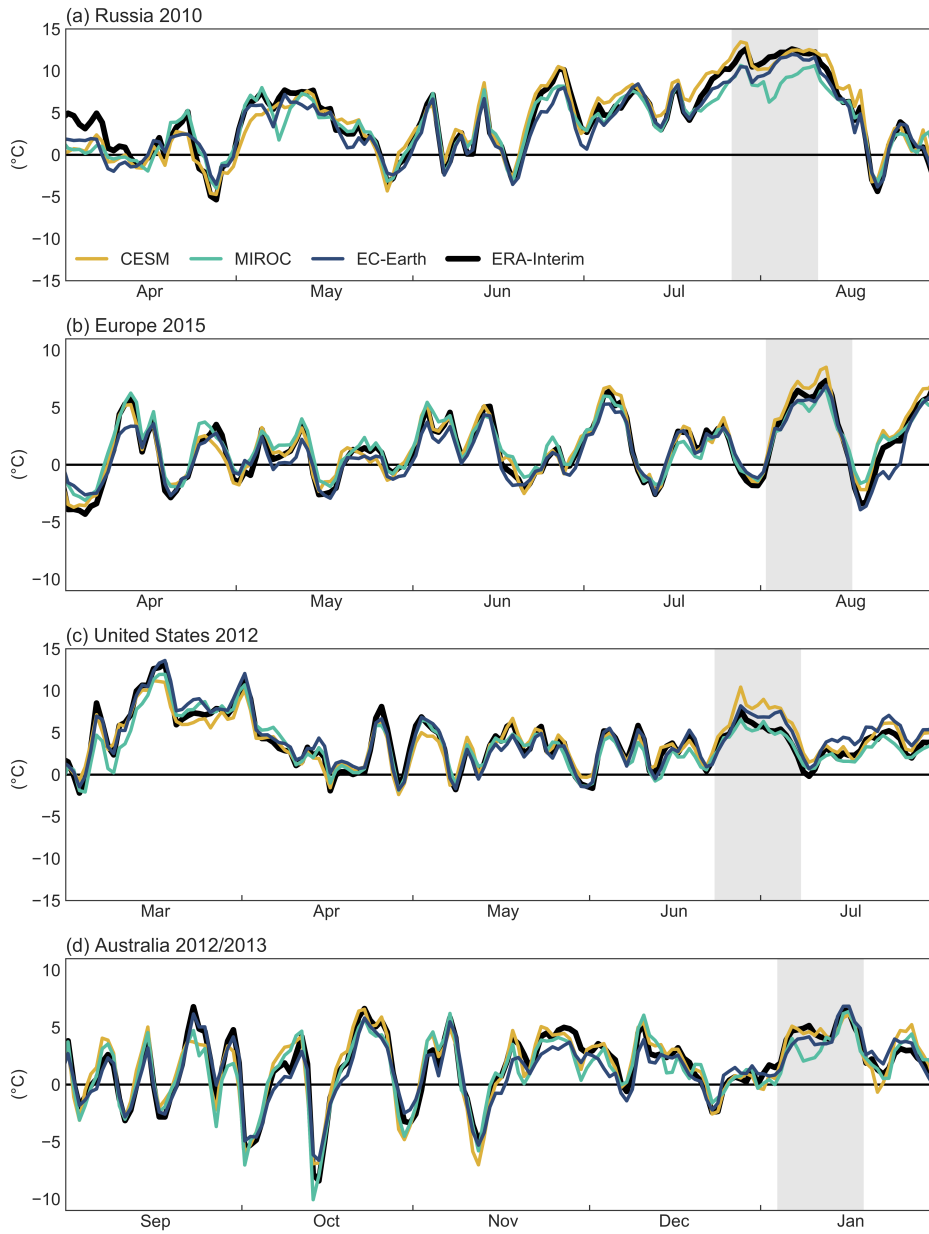 (a) Russia 2010
15
10
5
0
−5
−10
−15
(°C)
CESM MIROC EC-Earth ERA-Interim
Apr May Jun Jul Aug
(b) Europe 2015
10
5
0
−5
−10
(°C)
Apr May Jun Jul Aug
(c) United States 2012
15
10
5
0
−5
−10
−15
(°C)
Mar Apr May Jun Jul
(d) Australia 2012/2013
10
5
0
−5
−10
(°C)
Sep Oct Nov Dec Jan